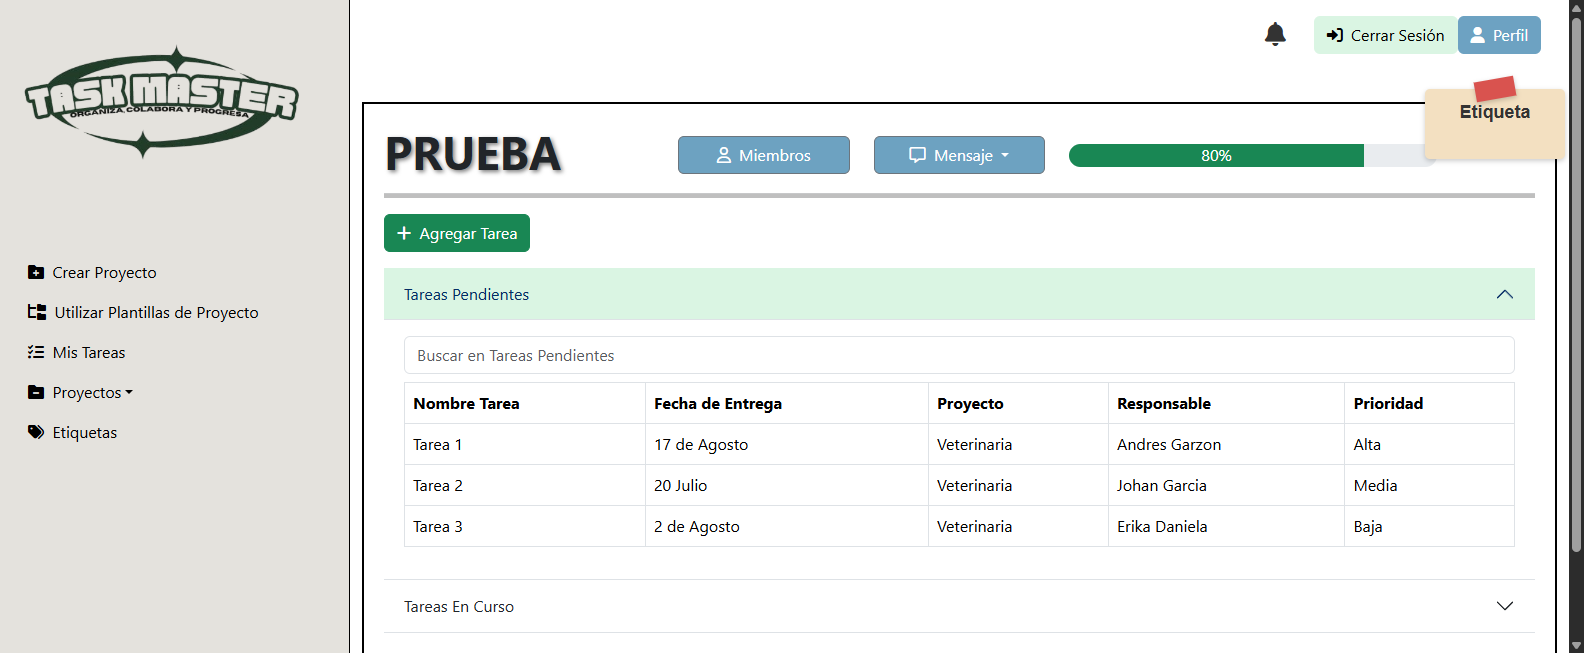 TASK MASTER
ORGANIZA, COLABORA Y PROGRESA
Crear Proyecto
Utilizar Plantillas de Proyecto
Mis Tareas
Proyectos
Etiquetas
Cerrar Sesión
Perfil
Etiqueta
PRUEBA
Miembros
Mensaje
80%
Agregar Tarea
Tareas Pendientes
Buscar en Tareas Pendientes
Nombre Tarea Fecha de Entrega Proyecto Responsable Prioridad
Tarea 1 17 de Agosto Veterinaria Andres Garzon Alta
Tarea 2 20 Julio Veterinaria Johan Garcia Media
Tarea 3 2 de Agosto Veterinaria Erika Daniela Baja
Tareas En Curso